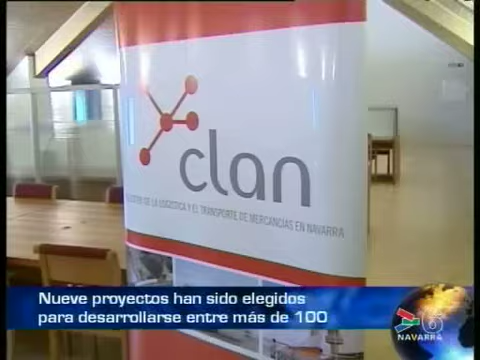 clan
CLUSTER DE LA LOGÍSTICA Y EL TRANSPORTE DE MERCANCÍAS EN NAVARRA
Nueve proyectos han sido elegidos
para desarrollarse entre más de 100
6
NAVARRA